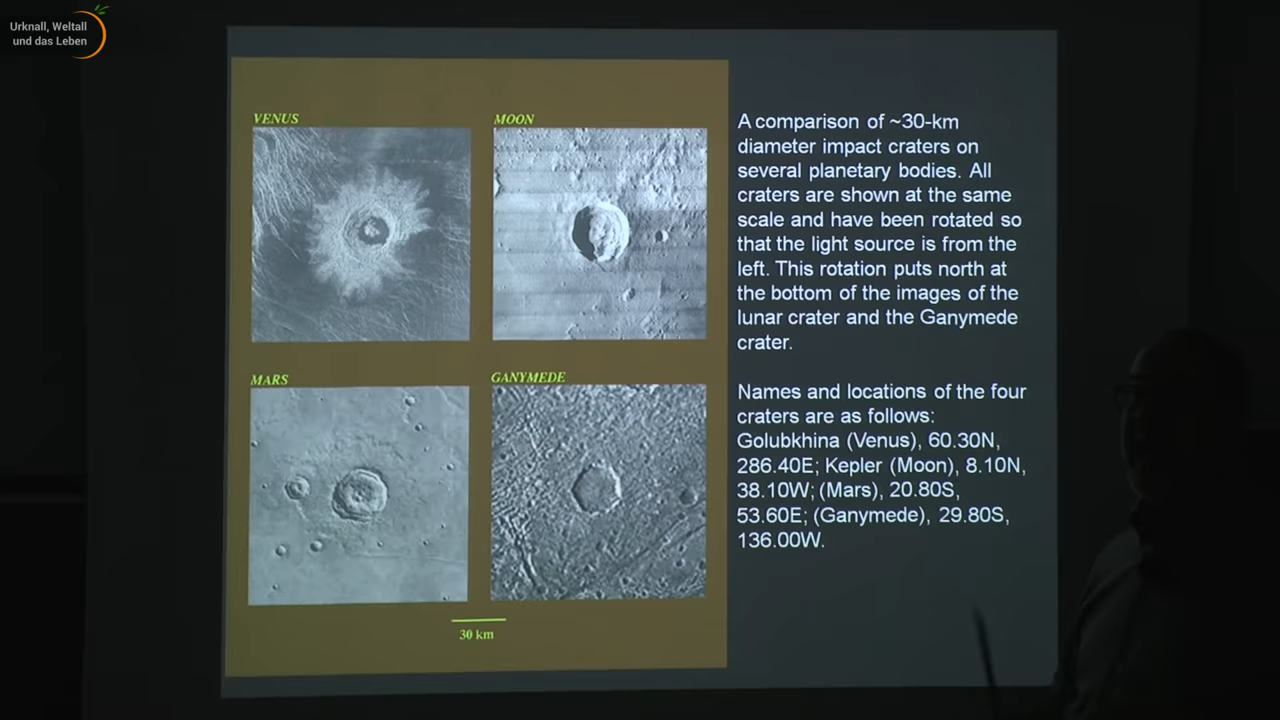 Urknall, Weltall
und das Leben
VENUS
MOON
MARS
GANYMEDE
30 km
A comparison of ~30-km
diameter impact craters on
several planetary bodies. All
craters are shown at the same
scale and have been rotated so
that the light source is from the
left. This rotation puts north at
the bottom of the images of the
lunar crater and the Ganymede
crater.
Names and locations of the four
craters are as follows:
Golubkhina (Venus), 60.30N,
286.40E; Kepler (Moon), 8.10N,
38.10W; (Mars), 20.80S,
53.60E; (Ganymede), 29.80S,
136.00W.